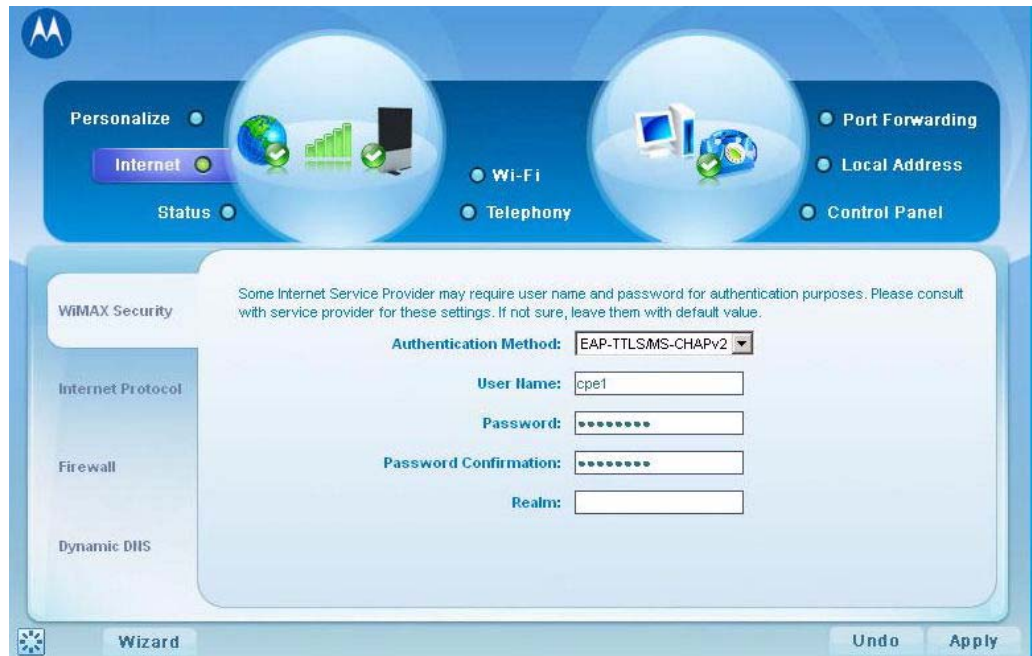 Personalize
Internet
Status
Wi-Fi
Telephony
Port Forwarding
Local Address
Control Panel
WiMAX Security
Internet Protocol
Firewall
Dynamic DNS
Some Internet Service Provider may require user name and password for authentication purposes. Please consult
with service provider for these settings. If not sure, leave them with default value.
Authentication Method: EAP-TTLS/MS-CHAPv2
User Name: cpe1
Password: ••••••••
Password Confirmation: ••••••••
Realm:
Wizard
Undo
Apply